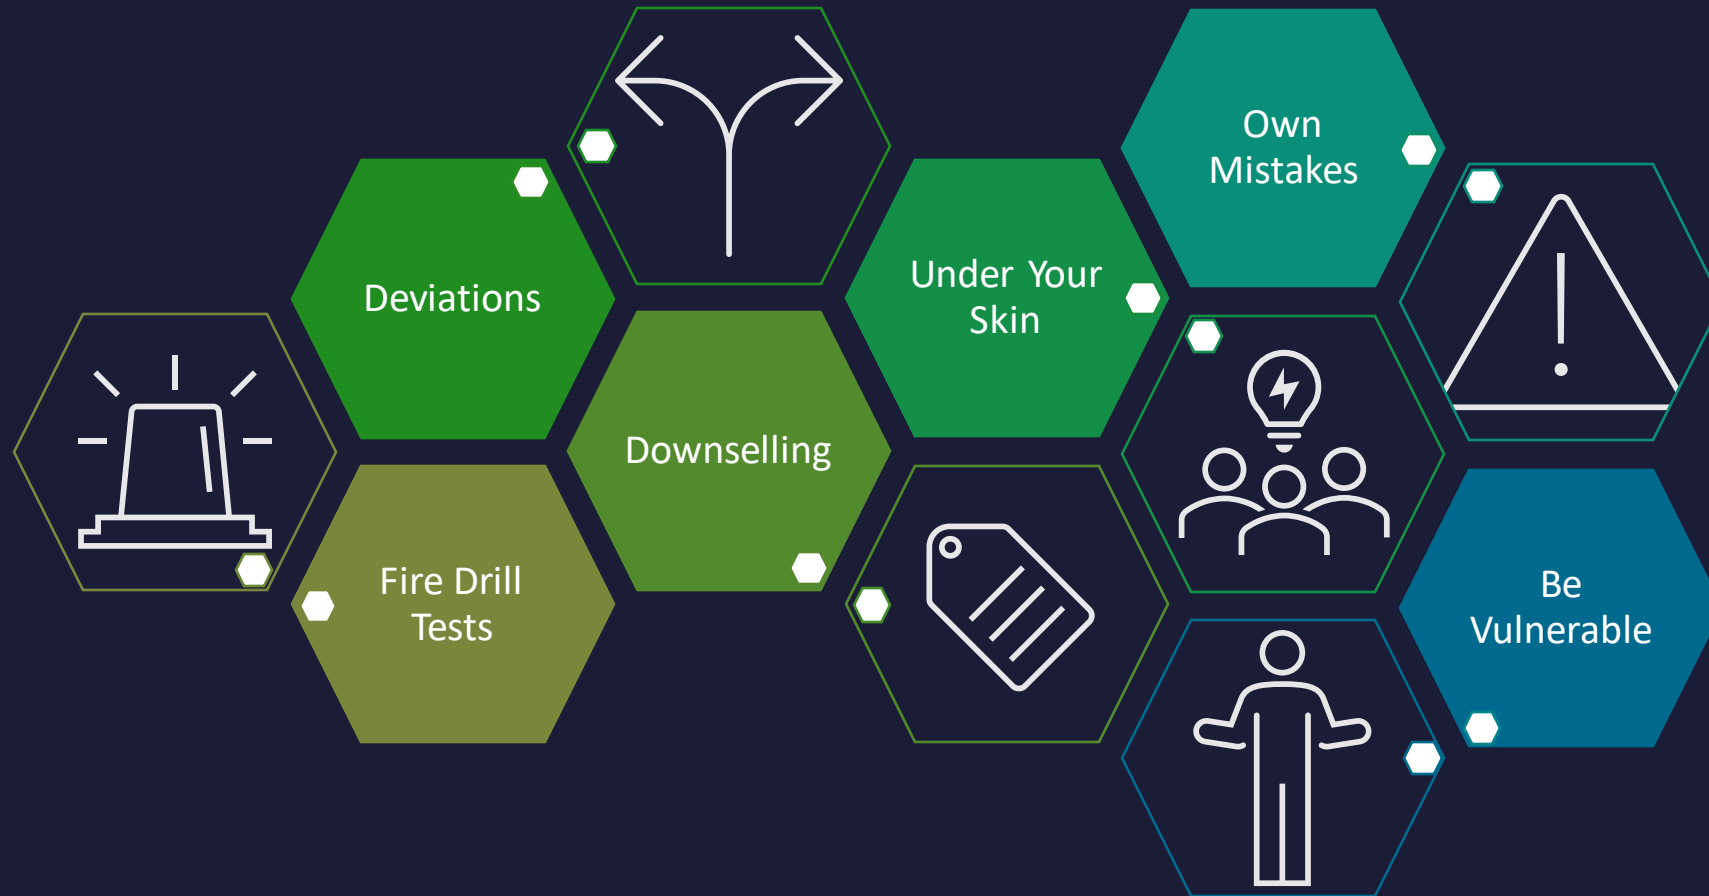 Own
Mistakes
Deviations
Under Your
Skin
Downselling
Fire Drill
Tests
Be
Vulnerable